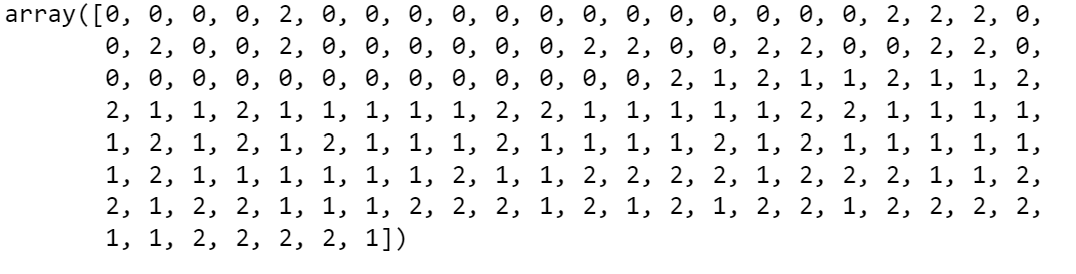 array([0, 0, 0, 0, 2, 0, 0, 0, 0, 0, 0, 0, 0, 0, 0, 0, 0, 0, 2, 2, 2, 0,
0, 2, 0, 0, 2, 0, 0, 0, 0, 0, 0, 2, 2, 0, 0, 2, 2, 0, 0, 2, 2, 0,
0, 0, 0, 0, 0, 0, 0, 0, 0, 0, 0, 0, 0, 2, 1, 2, 1, 1, 2, 1, 1, 2,
2, 1, 1, 2, 1, 1, 1, 1, 1, 2, 2, 1, 1, 1, 1, 1, 2, 2, 1, 1, 1, 1,
1, 2, 1, 2, 1, 2, 1, 1, 1, 2, 1, 1, 1, 1, 2, 1, 2, 1, 1, 1, 1, 1,
1, 2, 1, 1, 1, 1, 1, 1, 2, 1, 1, 2, 2, 2, 2, 1, 2, 2, 2, 1, 1, 2,
2, 1, 2, 2, 1, 1, 1, 2, 2, 2, 1, 2, 1, 2, 1, 2, 2, 1, 2, 2, 2, 2,
1, 1, 2, 2, 2, 2, 1])